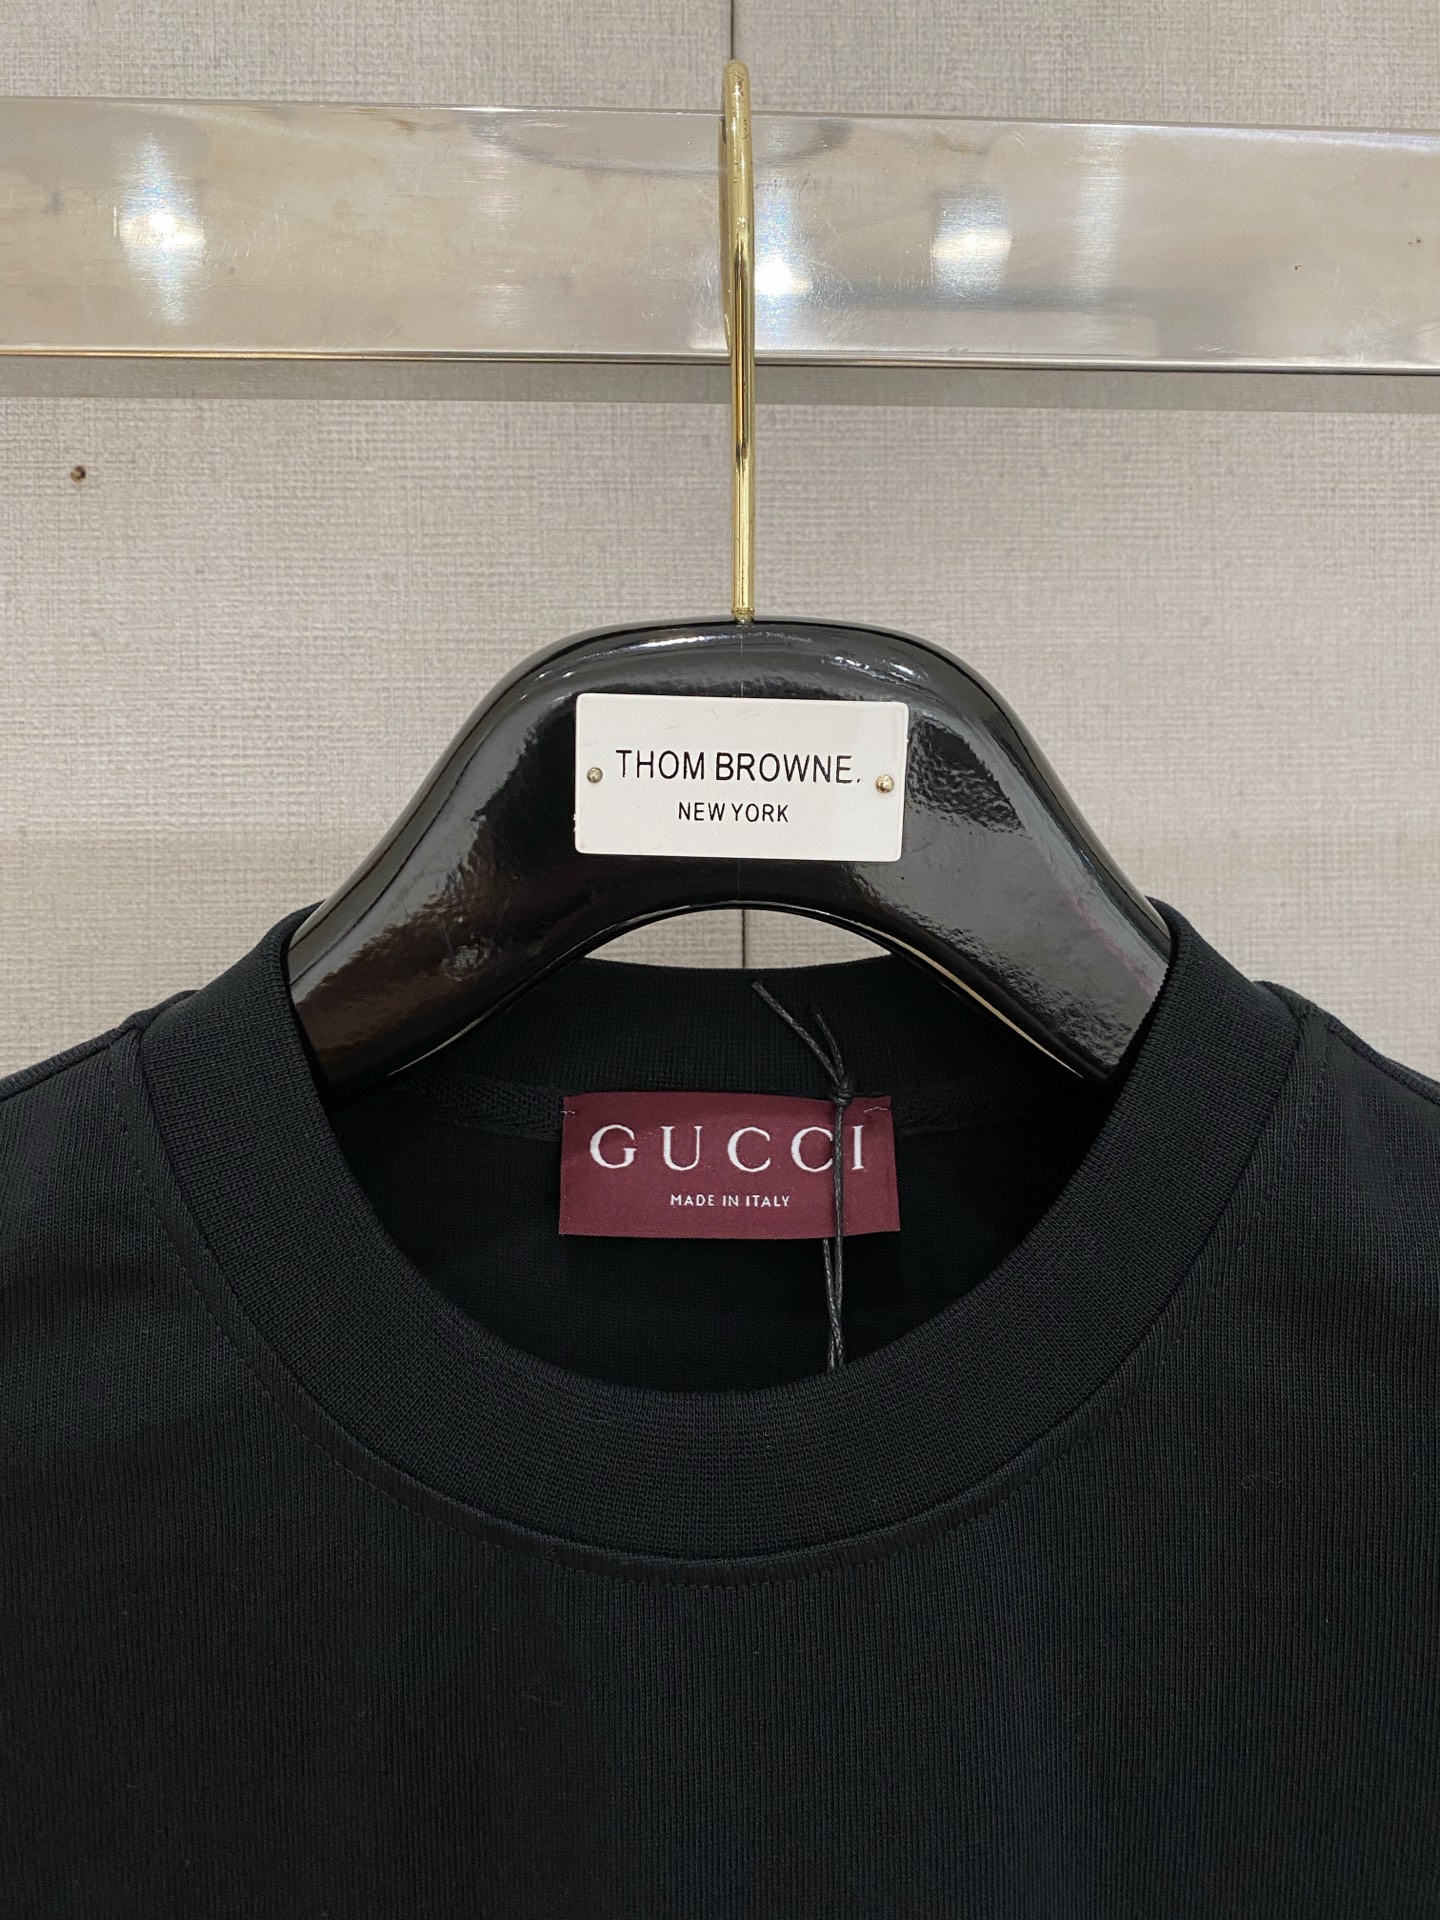 THOM BROWNE.
NEW YORK
GUCCI
MADE IN ITALY